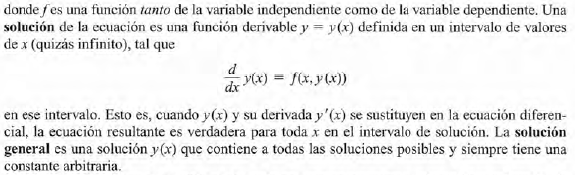 donde f es una función tanto de la variable independiente como de la variable dependiente. Una
solución de la ecuación es una función derivable y = y(x) definida en un intervalo de valores
de x (quizás infinito), tal que
d/dx y(x) = f(x, y(x))
en ese intervalo. Esto es, cuando y(x) y su derivada y'(x) se sustituyen en la ecuación diferen-
cial, la ecuación resultante es verdadera para toda x en el intervalo de solución. La solución
general es una solución y(x) que contiene a todas las soluciones posibles y siempre tiene una
constante arbitraria.